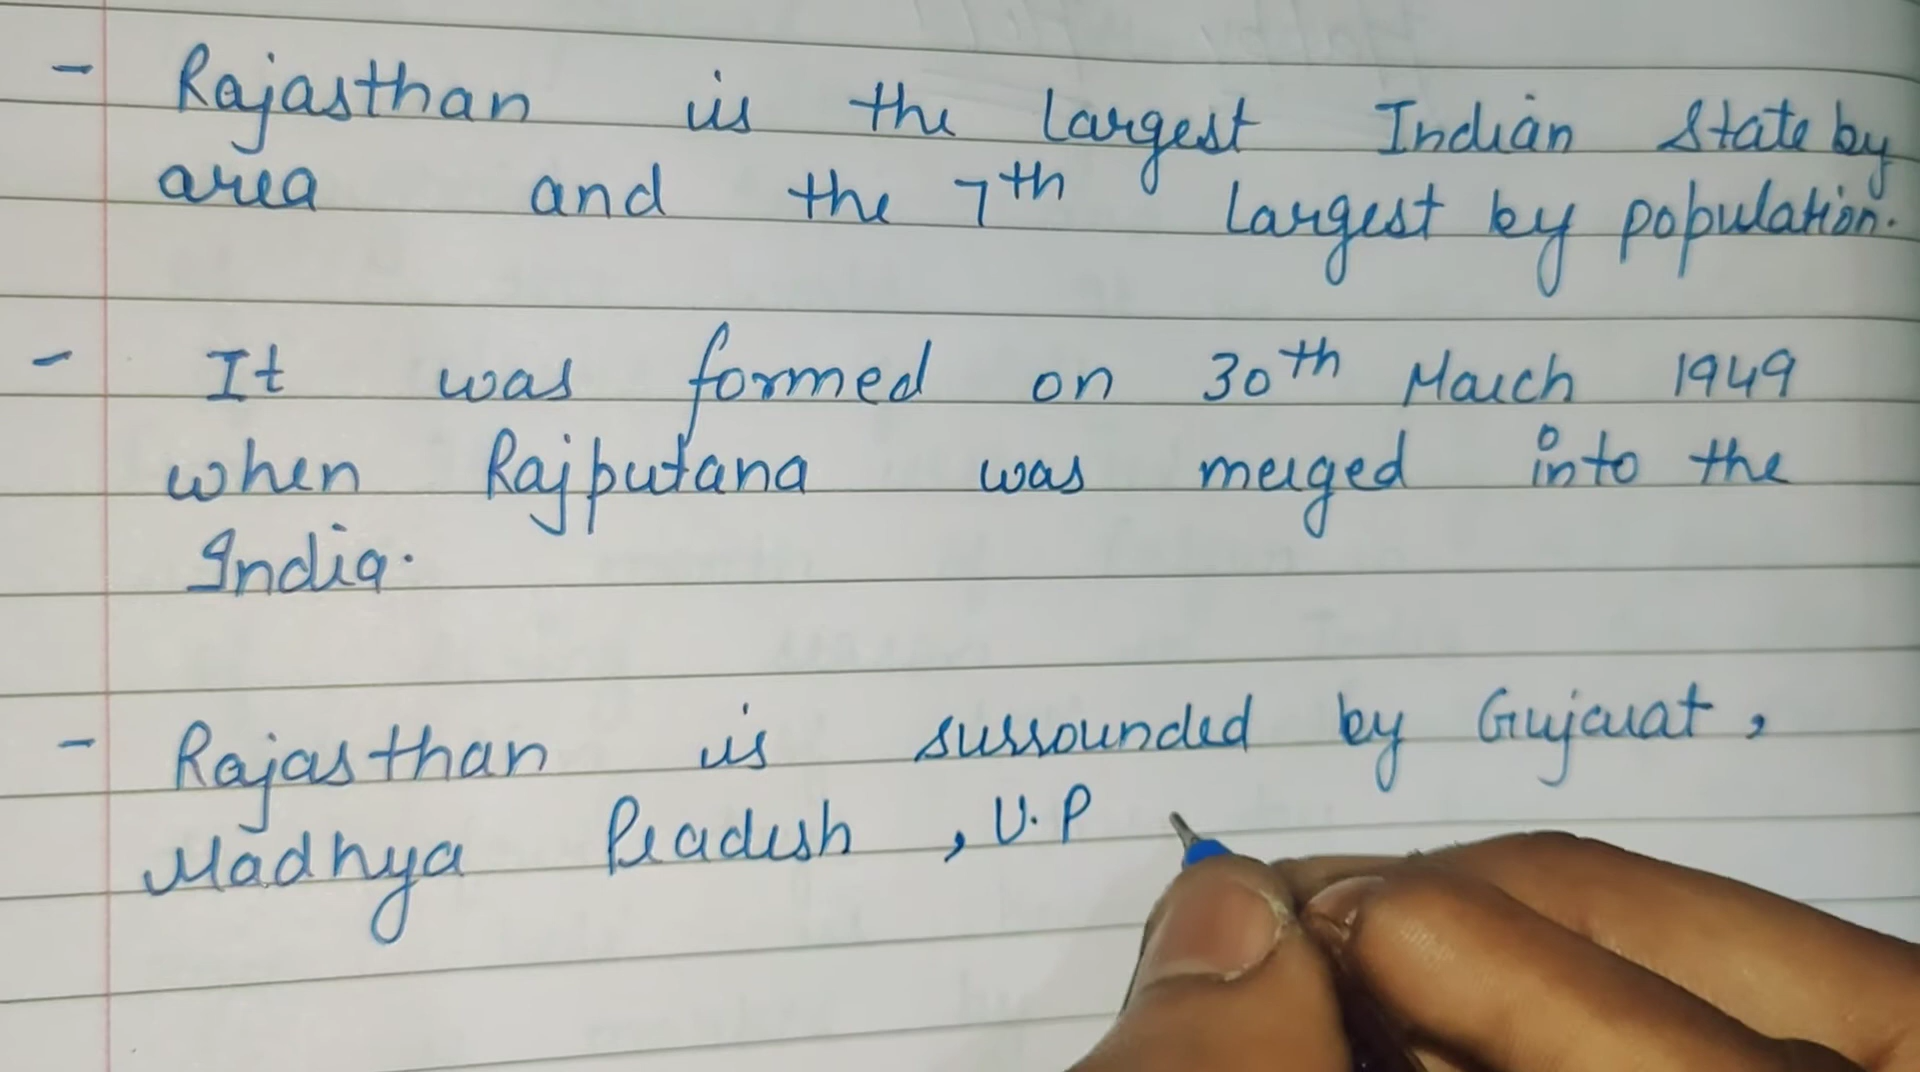 - Rajasthan is the largest Indian State by
area and the 7th largest by population.
- It was formed on 30th March 1949
when Rajputana was merged into the
India.
- Rajasthan is surrounded by Gujarat,
Madhya Pradesh, U.P